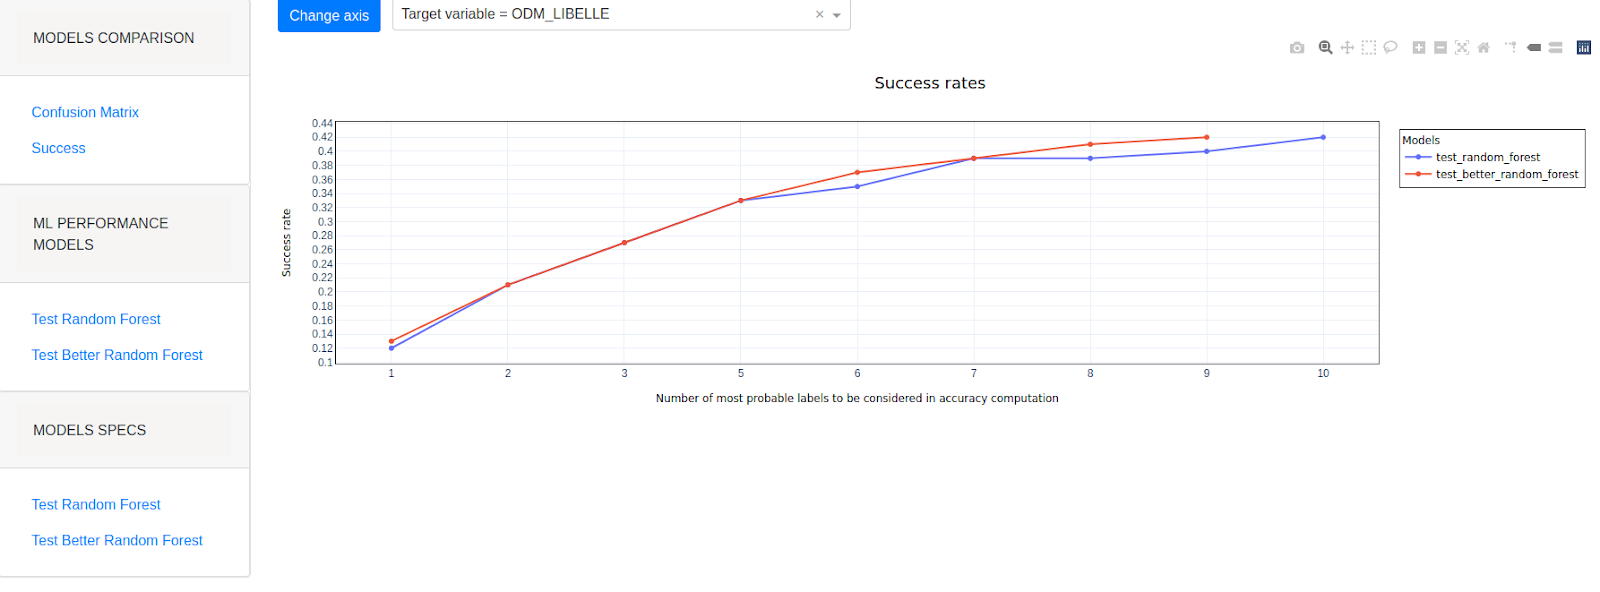 MODELS COMPARISON
Confusion Matrix
Success
ML PERFORMANCE
MODELS
Test Random Forest
Test Better Random Forest
MODELS SPECS
Test Random Forest
Test Better Random Forest
Change axis
Target variable = ODM_LIBELLE
Success rates
Success rate
0.44
0.42
0.4
0.38
0.36
0.34
0.32
0.3
0.28
0.26
0.24
0.22
0.2
0.18
0.16
0.14
0.12
0.1
1 2 3 5 6 7 8 9 10
Number of most probable labels to be considered in accuracy computation
Models
test_random_forest
test_better_random_forest